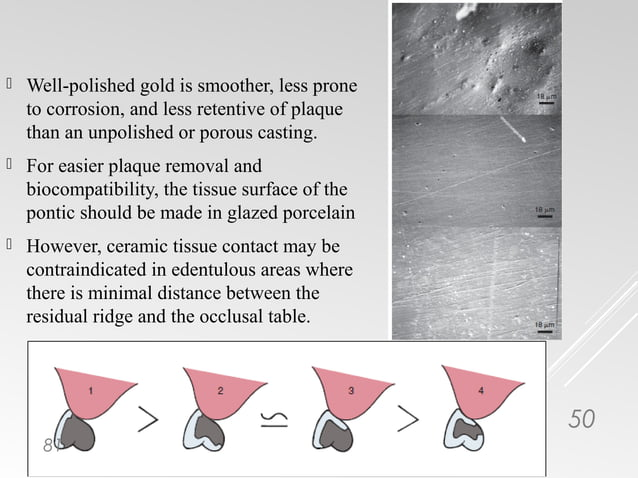 Well-polished gold is smoother, less prone
to corrosion, and less retentive of plaque
than an unpolished or porous casting.
For easier plaque removal and
biocompatibility, the tissue surface of the
pontic should be made in glazed porcelain
However, ceramic tissue contact may be
contraindicated in edentulous areas where
there is minimal distance between the
residual ridge and the occlusal table.
18 μm
18 μm
18 μm
1 > 2 ≌ 3 > 4
50